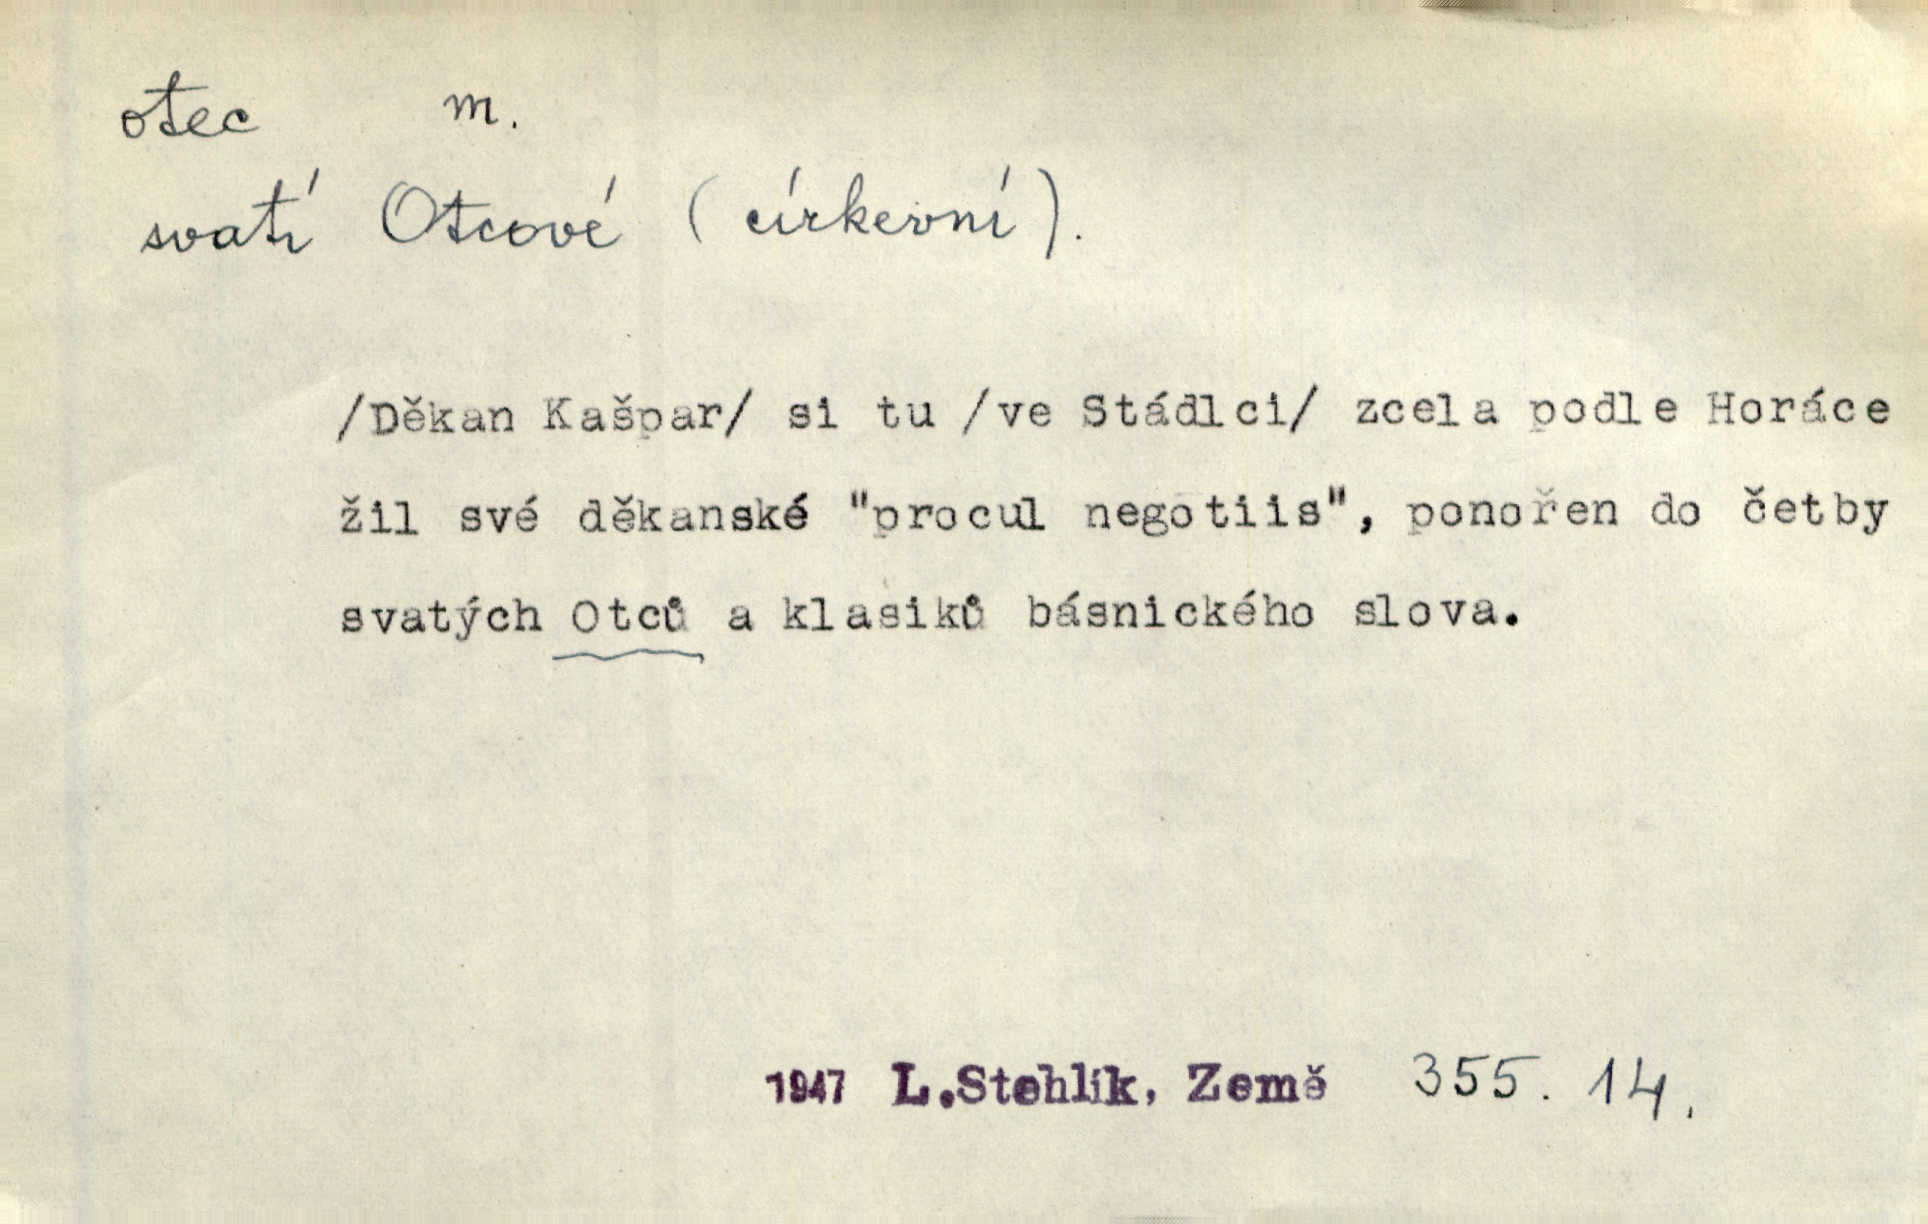 otec m.
svatí Otcové (církevní).
/Děkan Kašpar/ si tu /ve Stádlci/ zcela podle Horáce
žil své děkanské "procul negotiis", ponořen do četby
svatých Otců a klasiků básnického slova.
1947 L.Stehlík, Země 355. 14.